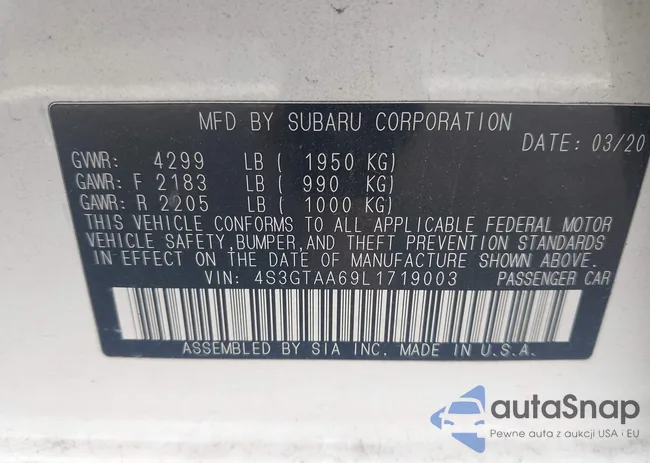 MFD BY SUBARU CORPORATION
DATE: 03/20
GVWR: 4299 LB ( 1950 KG)
GAWR: F 2183 LB ( 990 KG)
GAWR: R 2205 LB ( 1000 KG)
THIS VEHICLE CONFORMS TO ALL APPLICABLE FEDERAL MOTOR
VEHICLE SAFETY,BUMPER,AND THEFT PREVENTION STANDARDS
IN EFFECT ON THE DATE OF MANUFACTURE SHOWN ABOVE.
VIN: 4S3GTAA69L1719003 PASSENGER CAR
ASSEMBLED BY SIA INC. MADE IN U.S.A.
autaSnap
Pewne auta z aukcji USA i EU